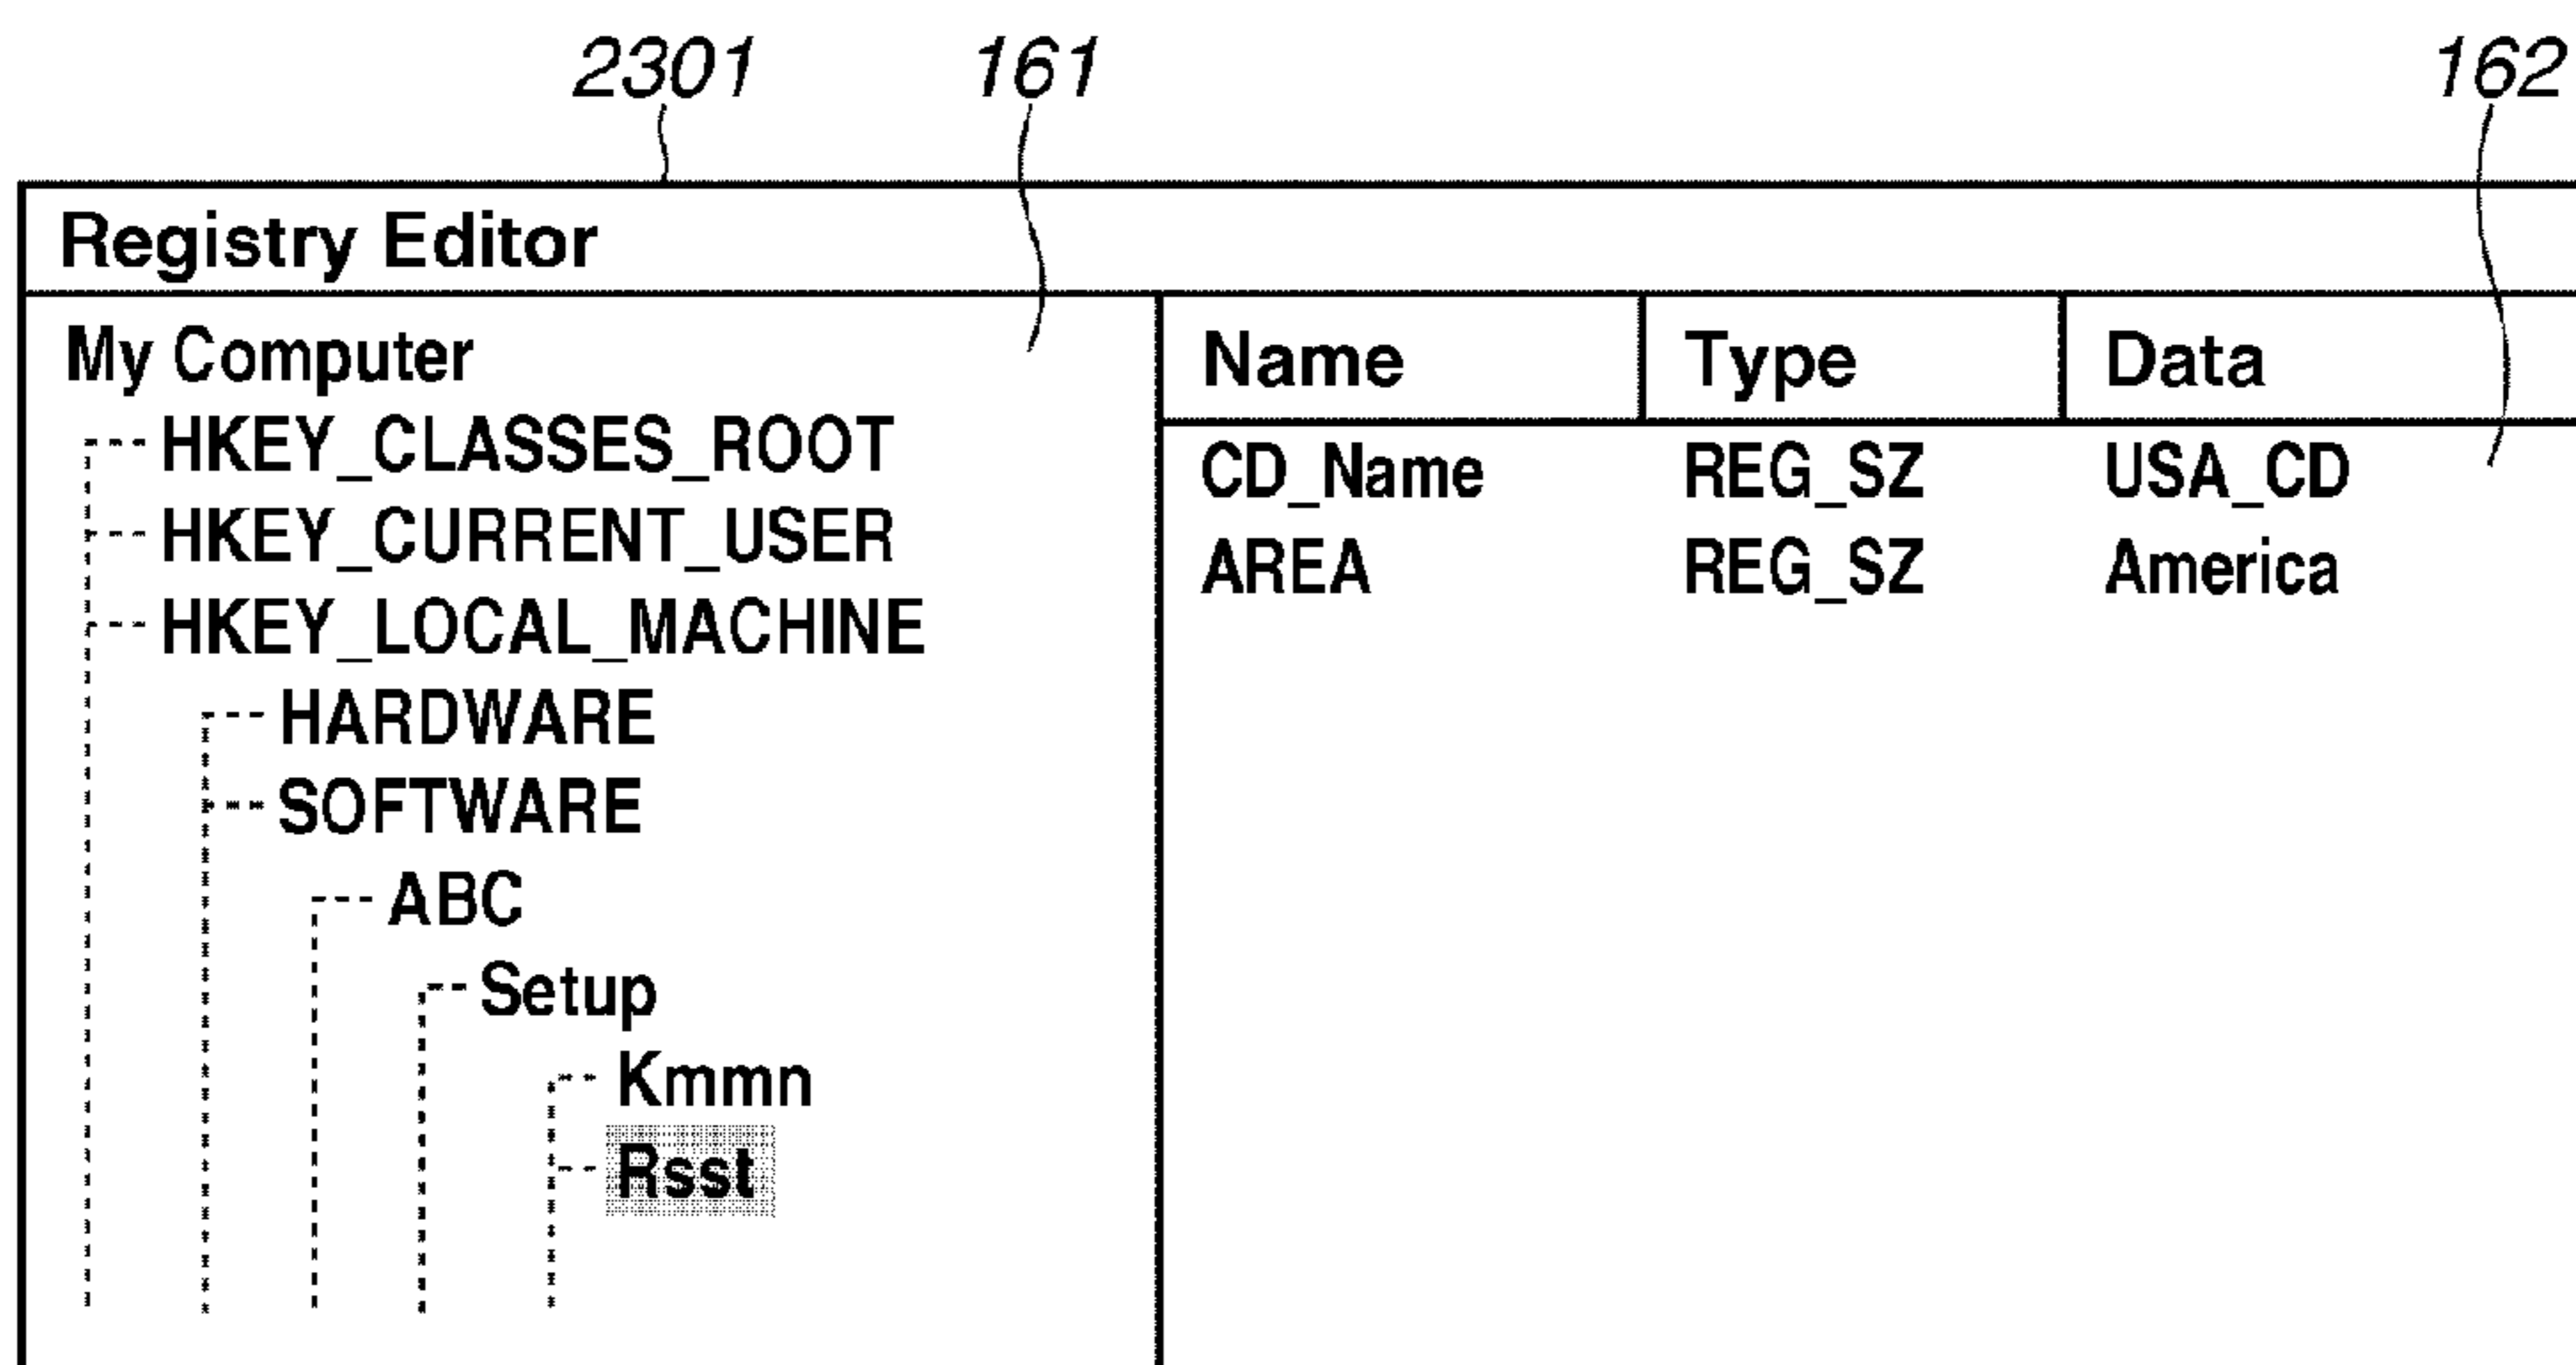 2301 161 162
Registry Editor
My Computer
HKEY_CLASSES_ROOT
HKEY_CURRENT_USER
HKEY_LOCAL_MACHINE
HARDWARE
SOFTWARE
ABC
Setup
Kmmn
Rsst
Name Type Data
CD_Name REG_SZ USA_CD
AREA REG_SZ America